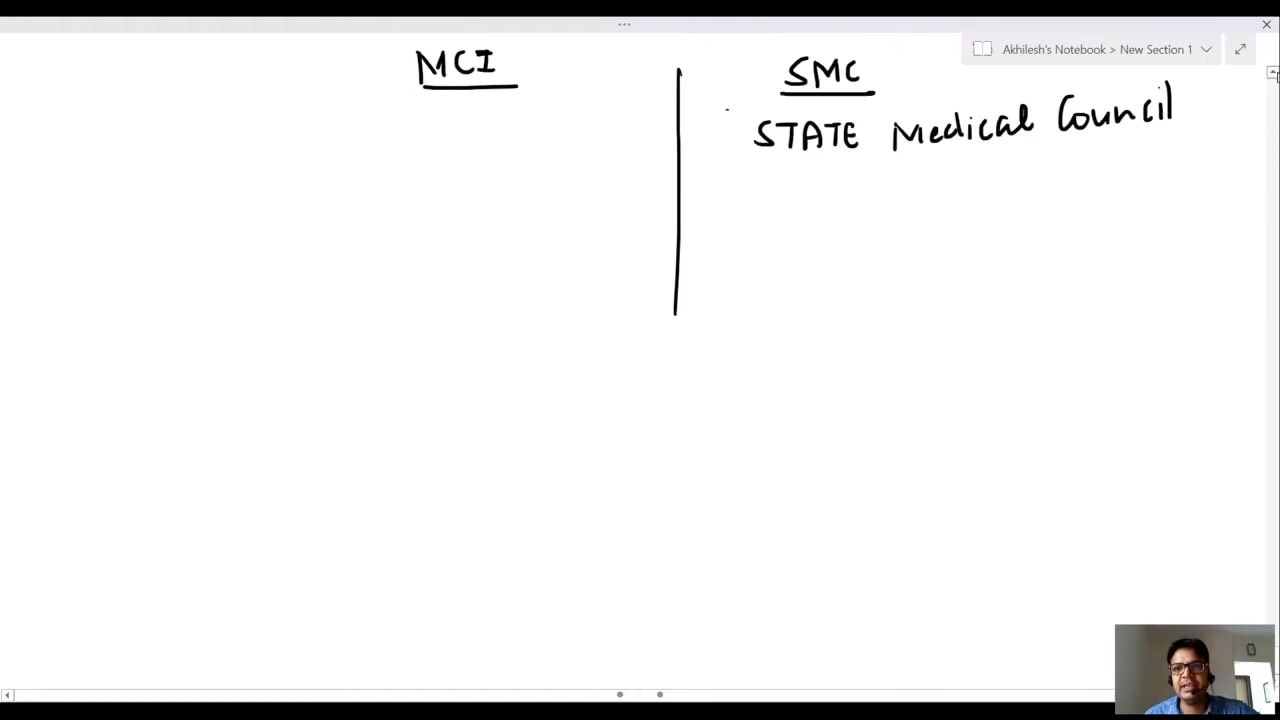 Akhilesh's Notebook > New Section 1
MCI
SMC
STATE Medical Council